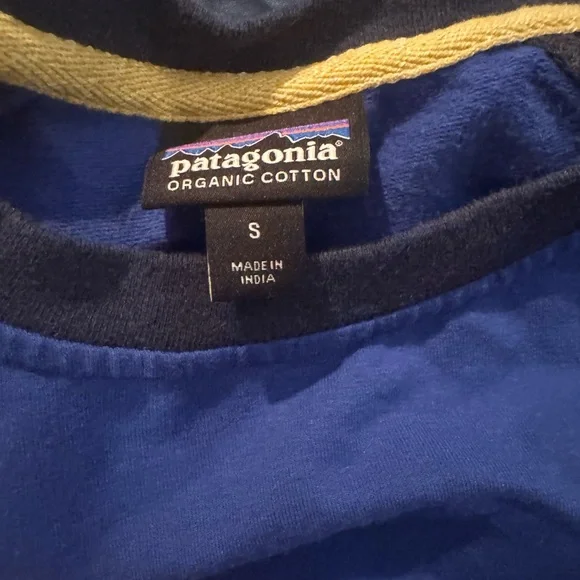 patagonia®
ORGANIC COTTON
S
MADE IN
INDIA